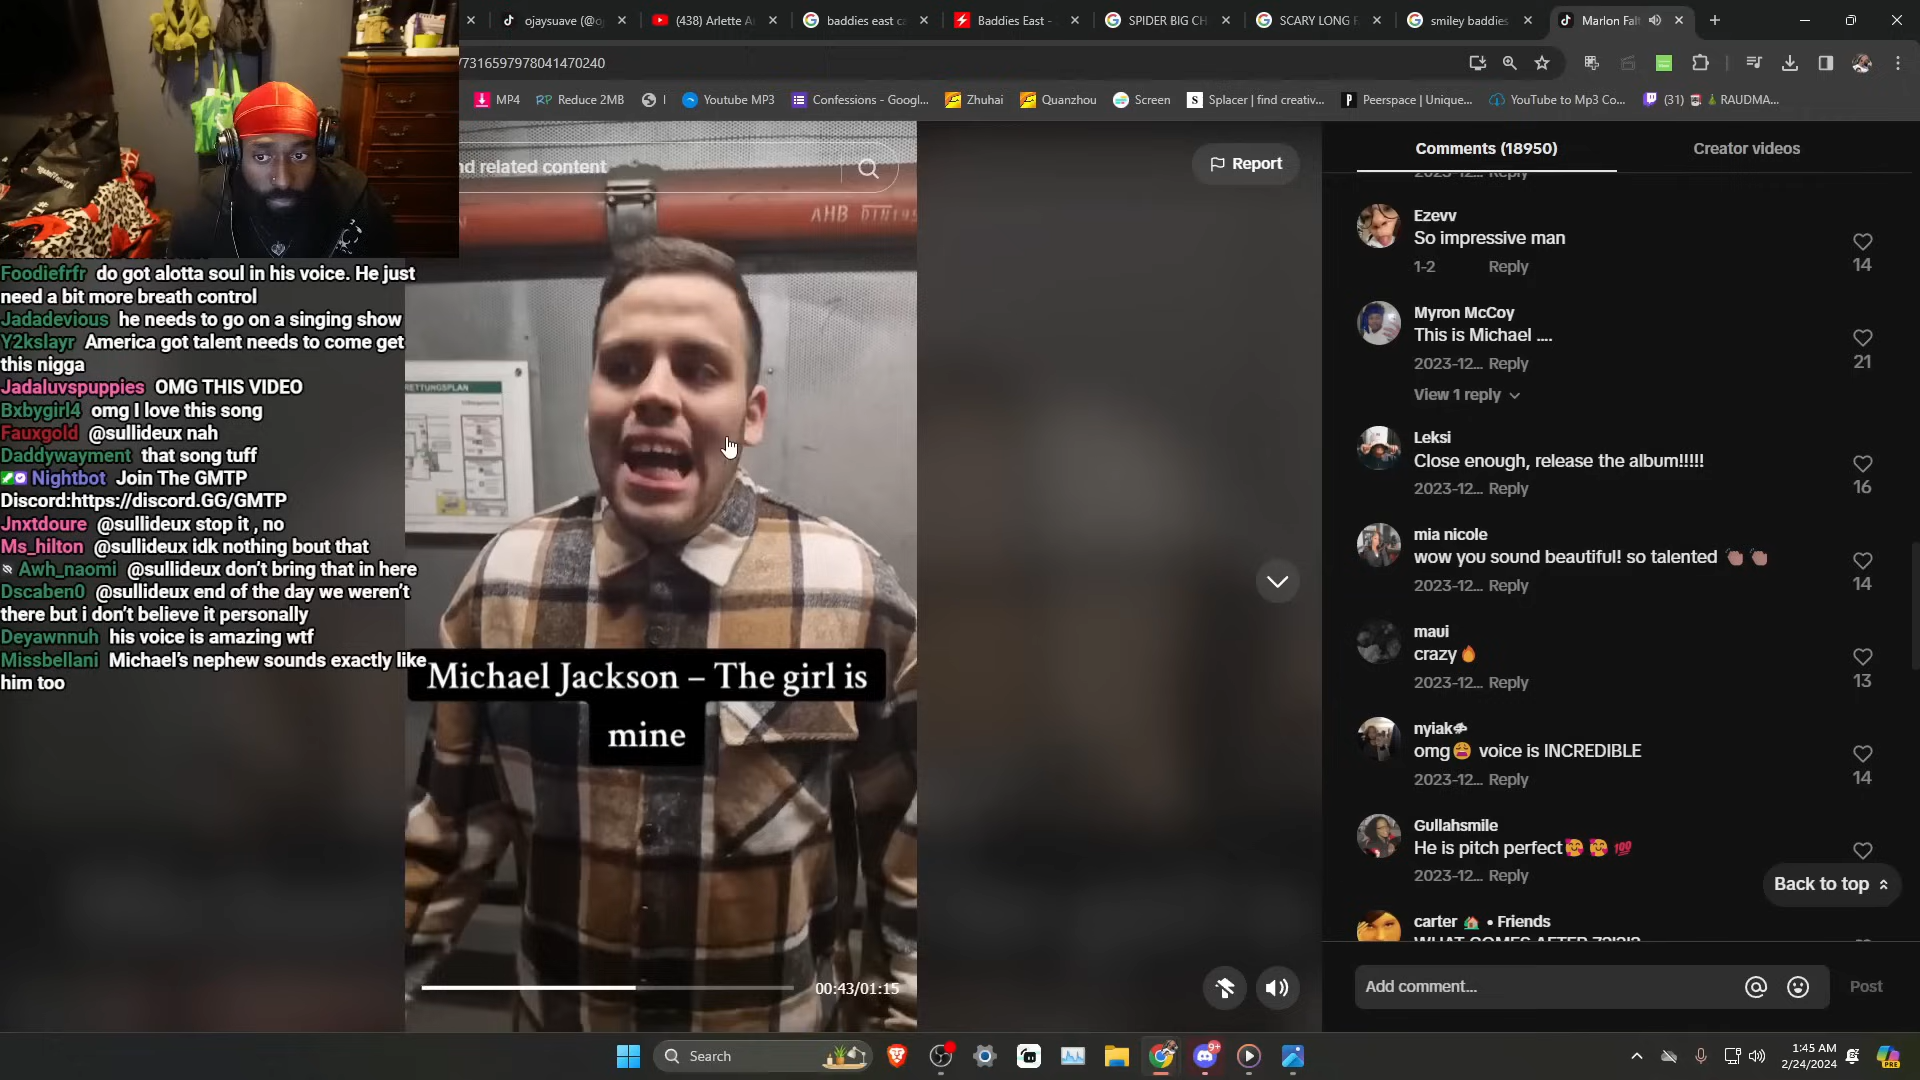 ojaysuave (@o
(438) Arlette A
baddies east ca
Baddies East -
SPIDER BIG CH
SCARY LONG F
smiley baddies
Marlon Fal
/7316597978041470240
MP4
Reduce 2MB
Youtube MP3
Confessions - Googl...
Zhuhai
Quanzhou
Screen
Splacer | find creativ...
Peerspace | Unique...
YouTube to Mp3 Co...
(31) 
RAUDMA...
nd related content
Report
AHB DIN195
RETTUNGSPLAN
Foodiefrfr do got alotta soul in his voice. He just
need a bit more breath control
Jadadevious he needs to go on a singing show
Y2kslayr America got talent needs to come get
this nigga
Jadaluvspuppies OMG THIS VIDEO
Bxbygirl4 omg I love this song
Fauxgold @sullideux nah
Daddywayment that song tuff
Nightbot Join The GMTP
Discord:https://discord.GG/GMTP
Jnxtdoure @sullideux stop it , no
Ms_hilton @sullideux idk nothing bout that
Awh_naomi @sullideux don't bring that in here
Dscaben0 @sullideux end of the day we weren't
there but i don't believe it personally
Deyawnnuh his voice is amazing wtf
Missbellani Michael's nephew sounds exactly like
him too
Michael Jackson – The girl is
mine
00:43/01:15
Comments (18950)
Creator videos
2023-12... Reply
Ezevv
So impressive man
14
1-2 Reply
Myron McCoy
This is Michael ....
21
2023-12... Reply
View 1 reply
Leksi
Close enough, release the album!!!!!
16
2023-12... Reply
mia nicole
wow you sound beautiful! so talented 👏🏽👏🏽
14
2023-12... Reply
maui
crazy🔥
13
2023-12... Reply
nyiak
omg😩 voice is INCREDIBLE
14
2023-12... Reply
Gullahsmile
He is pitch perfect🥰🥰💯
2023-12... Reply
Back to top
carter • Friends
WHAT COMES AFTER
Add comment...
Post
Search
9+
1:45 AM
2/24/2024
PRE